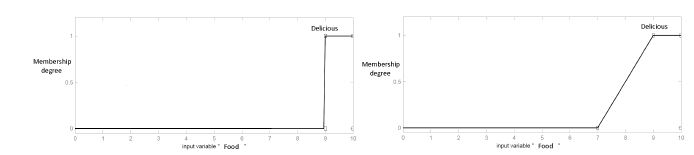 Delicious
1
Membership
degree
0.5
0
0 1 2 3 4 5 6 7 8 9 10
input variable " Food "
Delicious
1
Membership
degree
0.5
0
0 1 2 3 4 5 6 7 8 9 10
input variable " Food "